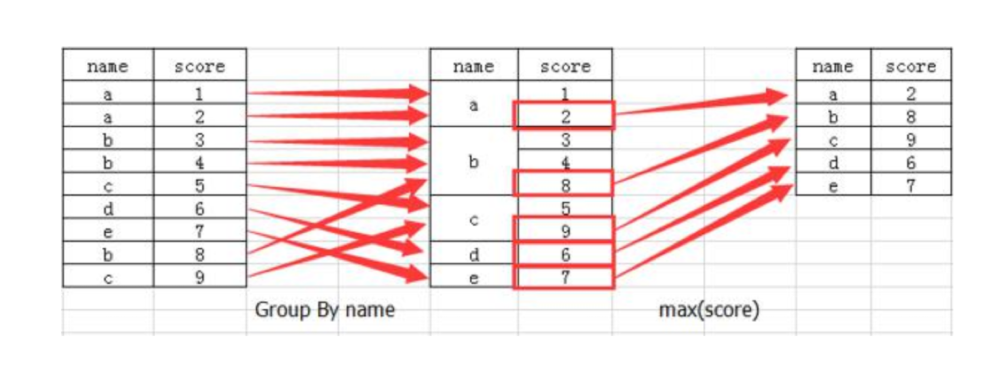 name score name score name score
a 1 a 1 a 2
a 2 2 b 8
b 3 b 3 c 9
b 4 4 d 6
c 5 8 e 7
d 6 c 5
e 7 9
b 8 d 6
c 9 e 7
Group By name max(score)